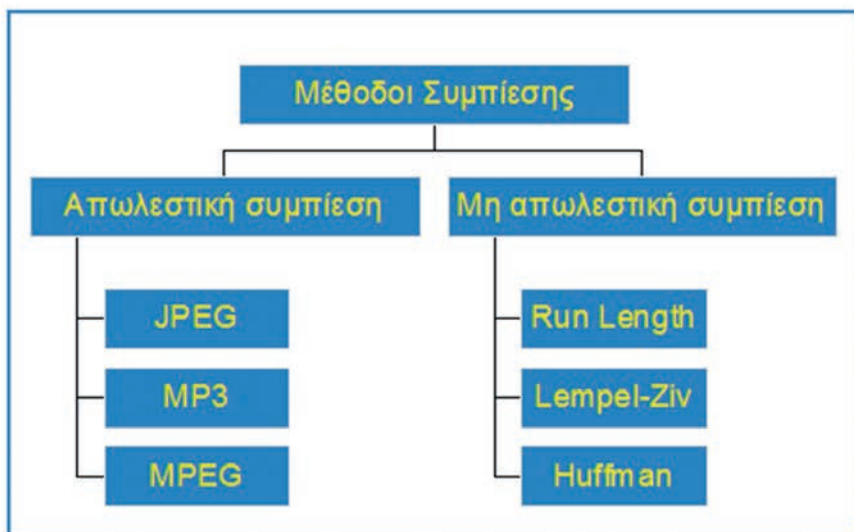 Μέθοδοι Συμπίεσης
Απωλεστική συμπίεση
Μη απωλεστική συμπίεση
JPEG
MP3
MPEG
Run Length
Lempel-Ziv
Huffman